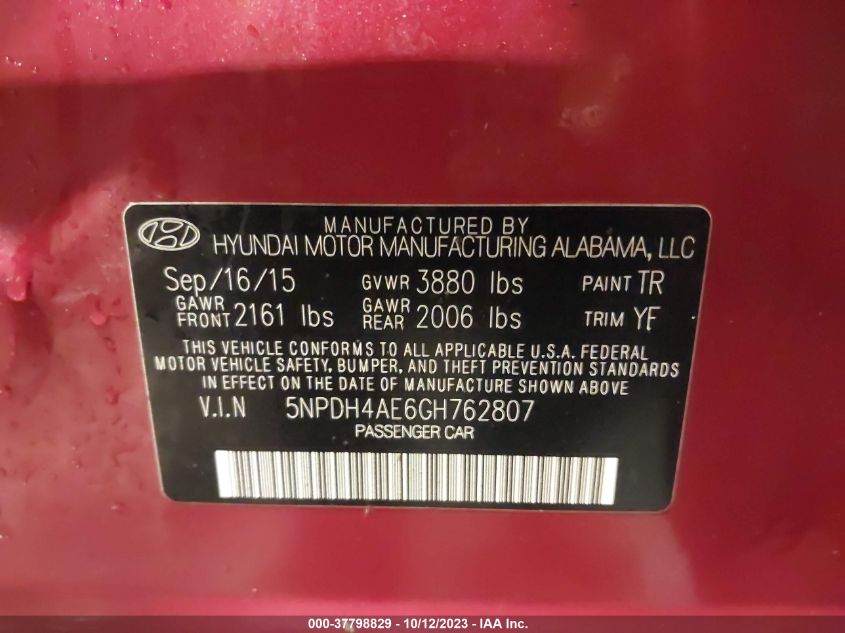 MANUFACTURED BY
HYUNDAI MOTOR MANUFACTURING ALABAMA, LLC
Sep/16/15 GVWR 3880 lbs PAINT TR
GAWR FRONT 2161 lbs GAWR REAR 2006 lbs TRIM YF
THIS VEHICLE CONFORMS TO ALL APPLICABLE U.S.A. FEDERAL
MOTOR VEHICLE SAFETY, BUMPER, AND THEFT PREVENTION STANDARDS
IN EFFECT ON THE DATE OF MANUFACTURE SHOWN ABOVE
V.I.N 5NPDH4AE6GH762807
PASSENGER CAR
000-37798829 - 10/12/2023 - IAA Inc.